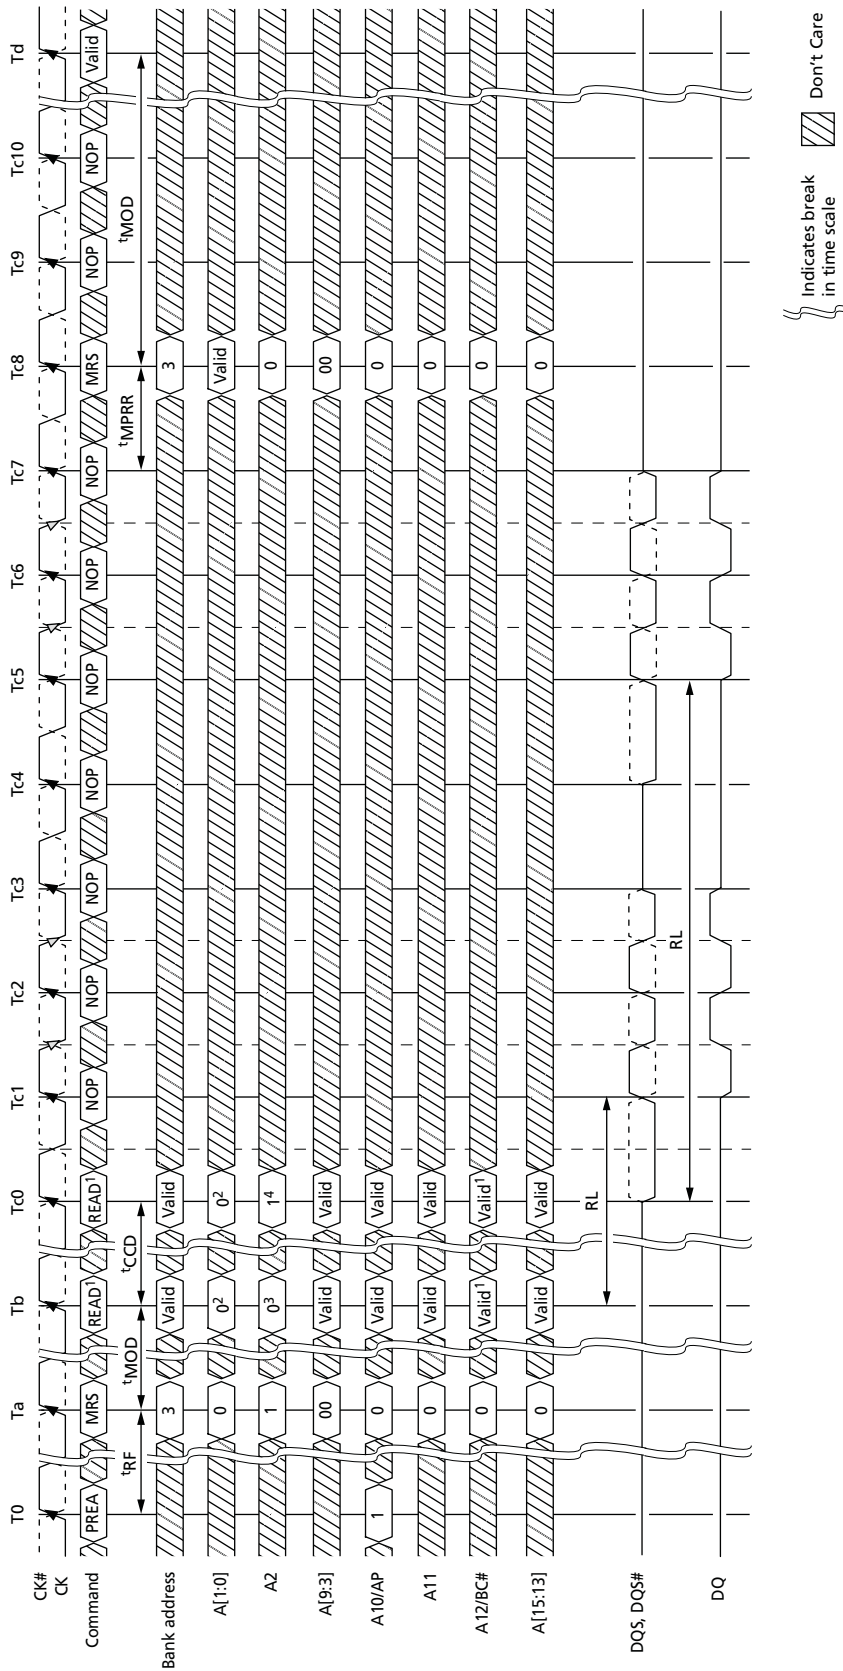 T0 Ta Tb Tc0 Tc1 Tc2 Tc3 Tc4 Tc5 Tc6 Tc7 Tc8 Tc9 Tc10 Td
CK#
CK
Command PREA MRS READ¹ READ¹ NOP NOP NOP NOP NOP NOP NOP MRS NOP NOP Valid
tRF tMOD tCCD tMPRR tMOD
Bank address 3 Valid Valid 3
A[1:0] 0 0² 0² Valid
A2 1 0³ 1⁴ 0
A[9:3] 00 Valid Valid 00
A10/AP 1 0 Valid Valid 0
A11 0 Valid Valid 0
A12/BC# 0 Valid¹ Valid¹ 0
A[15:13] 0 Valid Valid 0
RL
DQS, DQS#
RL
DQ
Indicates break
in time scale
Don't Care